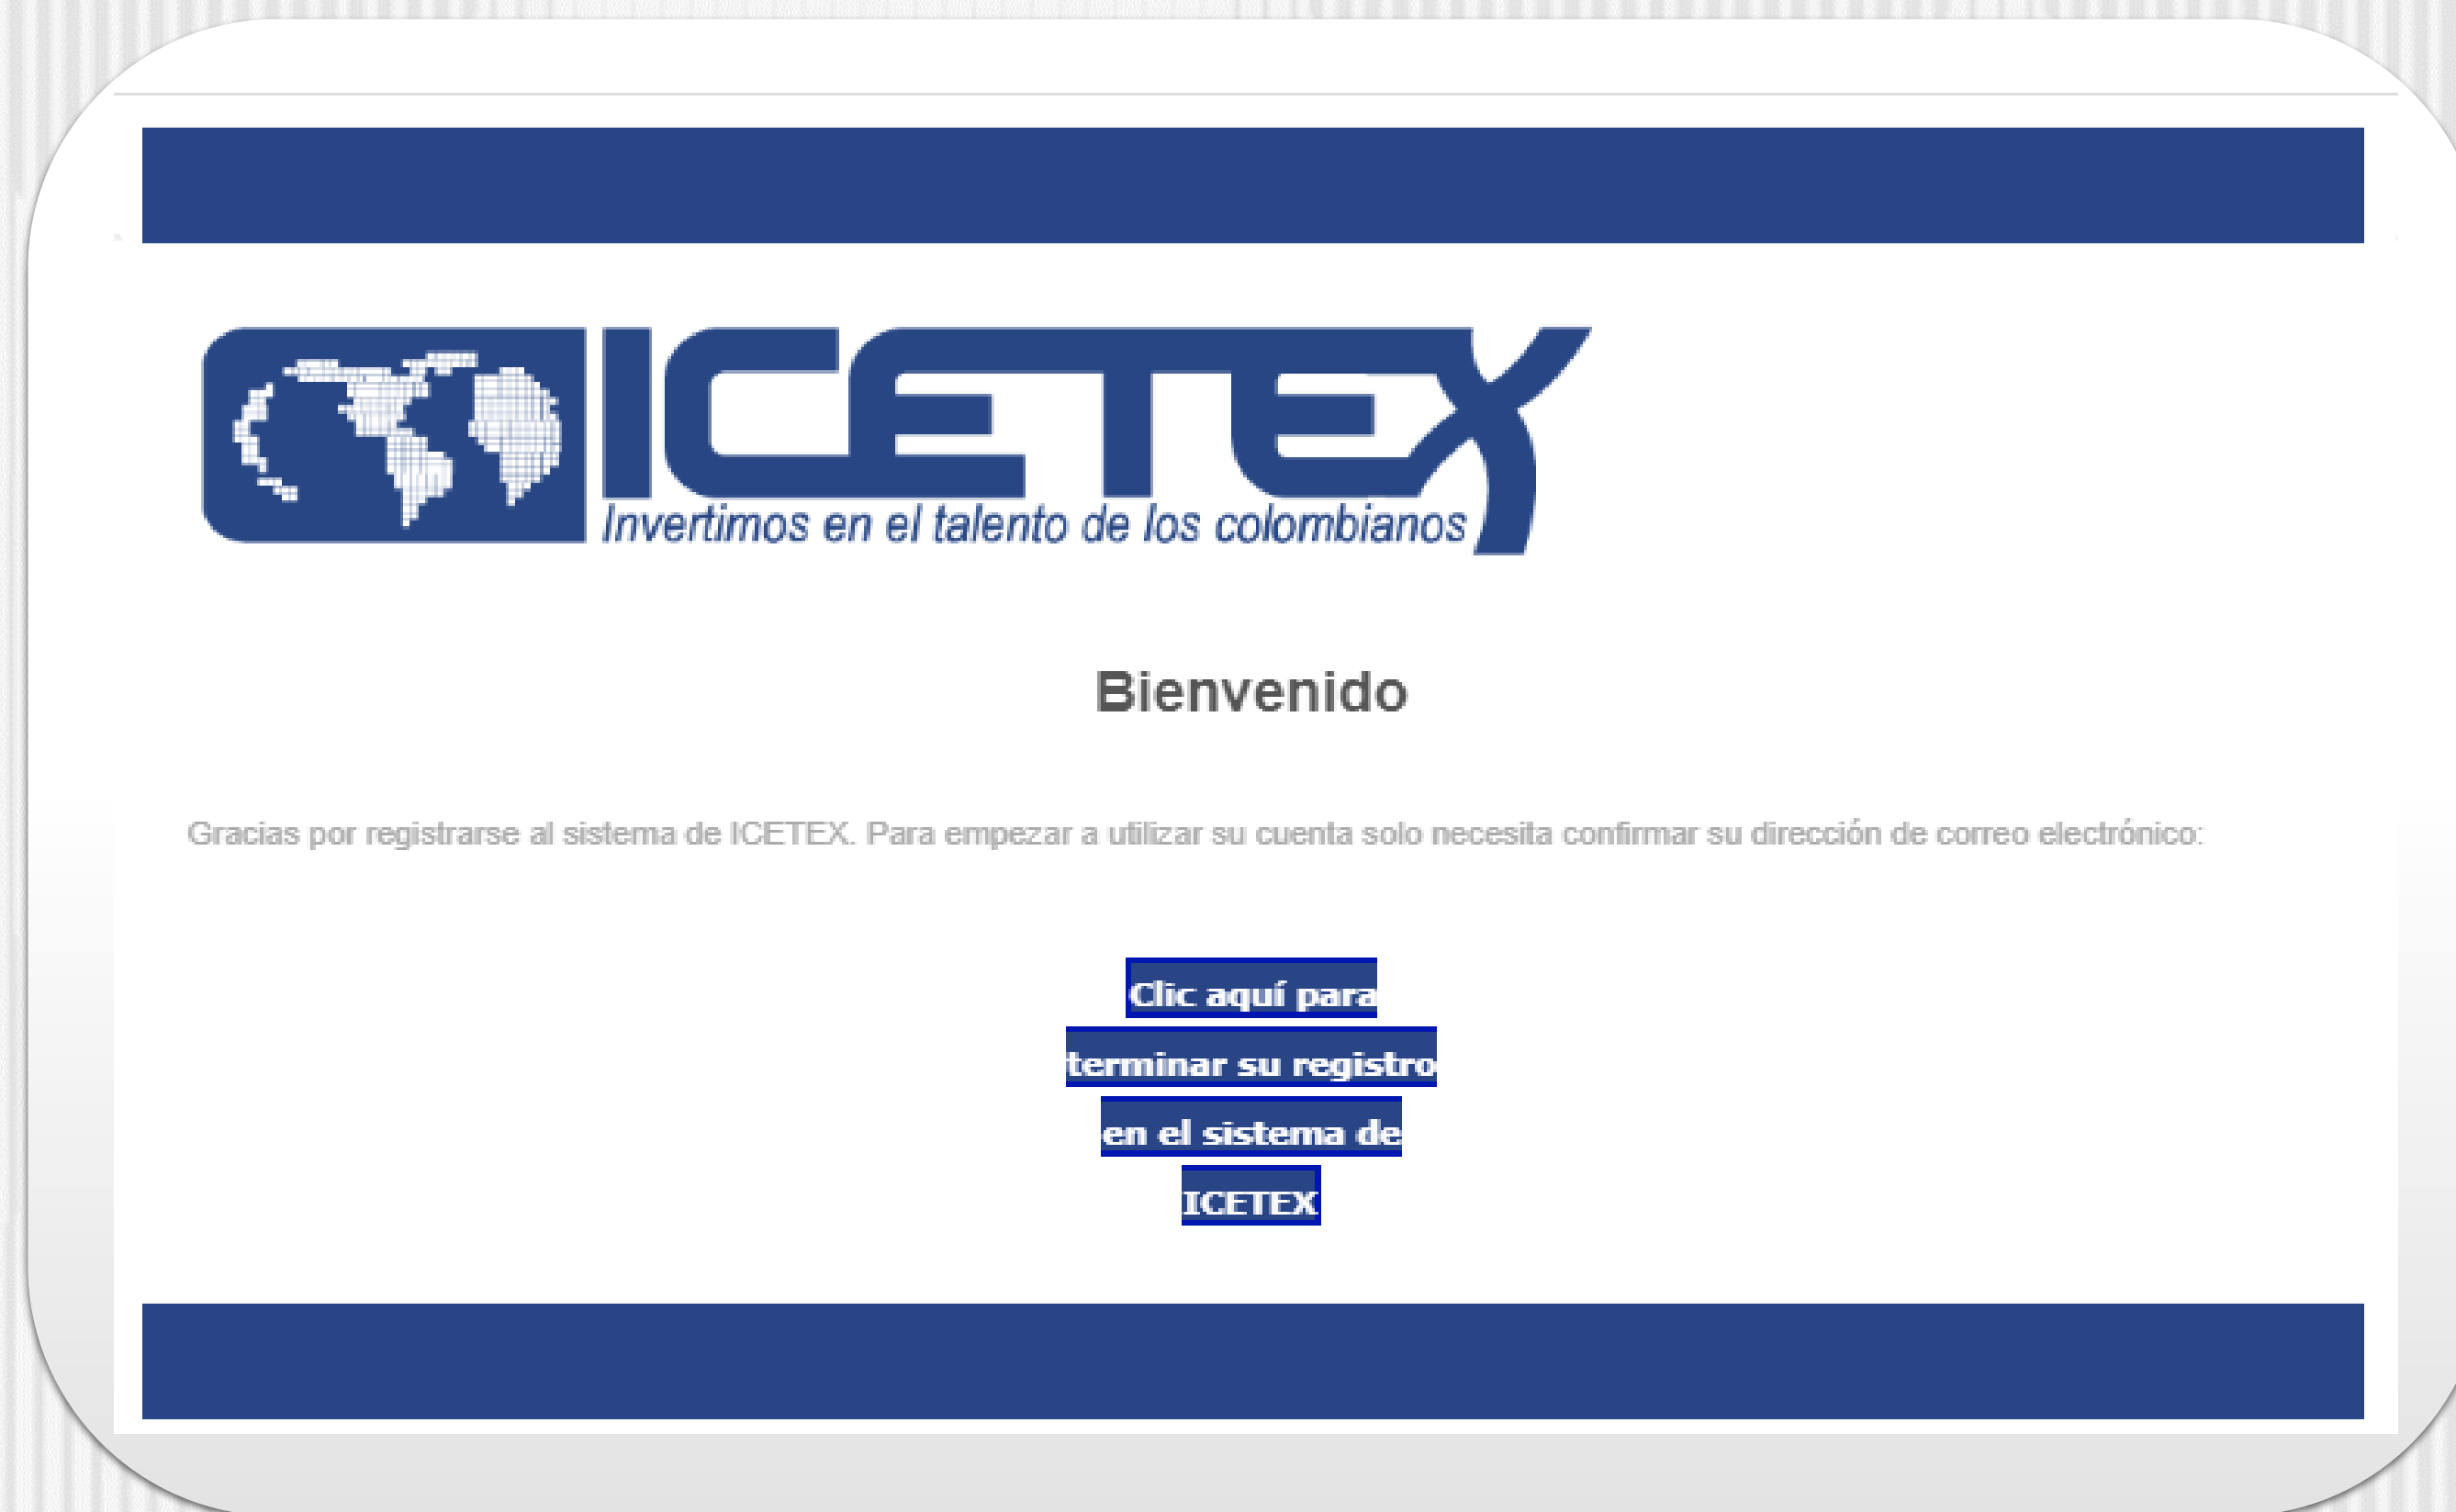 ICETEX
Invertimos en el talento de los colombianos
Bienvenido
Gracias por registrarse al sistema de ICETEX. Para empezar a utilizar su cuenta solo necesita confirmar su dirección de correo electrónico:
Clic aquí para
terminar su registro
en el sistema de
ICETEX